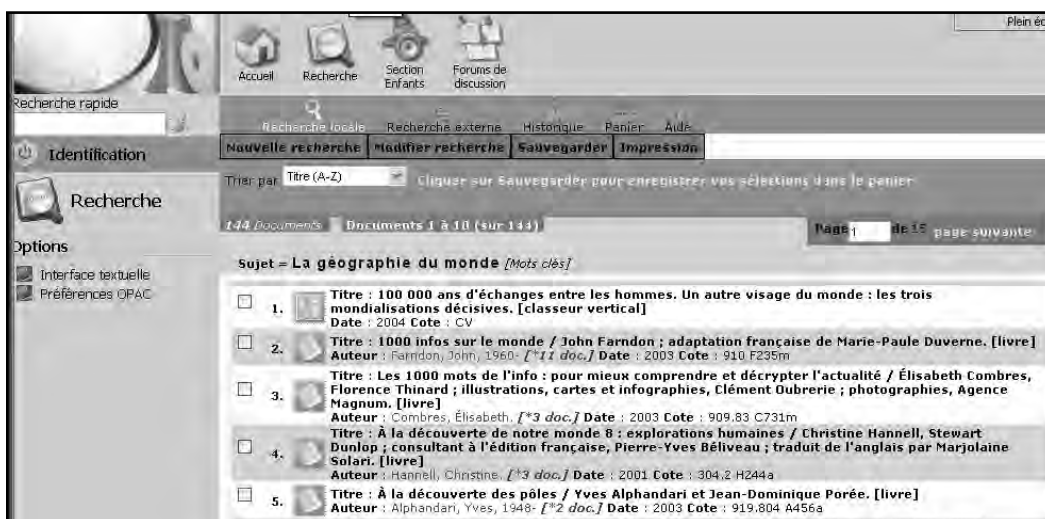 Plein éc
Accueil
Recherche
Section
Enfants
Forums de
discussion
Recherche rapide
Recherche locale Recherche externe Historique Panier Aide
Nouvelle recherche Modifier recherche Sauvegarder Impression
Identification
Trier par Titre (A-Z) Cliquer sur Sauvegarder pour enregistrer vos sélections dans le panier
Recherche
144 Documents Documents 1 à 10 (sur 144)
Page 1 de 15 page suivante
Options
Interface textuelle
Préférences OPAC
Sujet = La géographie du monde [Mots clés]
1. Titre : 100 000 ans d'échanges entre les hommes. Un autre visage du monde : les trois
mondialisations décisives. [classeur vertical]
Date : 2004 Cote : CV
2. Titre : 1000 infos sur le monde / John Farndon ; adaptation française de Marie-Paule Duverne. [livre]
Auteur : Farndon, John, 1960- [*11 doc.] Date : 2003 Cote : 910 F235m
3. Titre : Les 1000 mots de l'info : pour mieux comprendre et décrypter l'actualité / Élisabeth Combres,
Florence Thinard ; illustrations, cartes et infographies, Clément Oubrerie ; photographies, Agence
Magnum. [livre]
Auteur : Combres, Élisabeth. [*3 doc.] Date : 2003 Cote : 909.83 C731m
4. Titre : À la découverte de notre monde 8 : explorations humaines / Christine Hannell, Stewart
Dunlop ; consultant à l'édition française, Pierre-Yves Béliveau ; traduit de l'anglais par Marjolaine
Solari. [livre]
Auteur : Hannell, Christine. [*3 doc.] Date : 2001 Cote : 304.2 H244a
5. Titre : À la découverte des pôles / Yves Alphandari et Jean-Dominique Porée. [livre]
Auteur : Alphandari, Yves, 1948- [*2 doc.] Date : 2003 Cote : 919.804 A456a